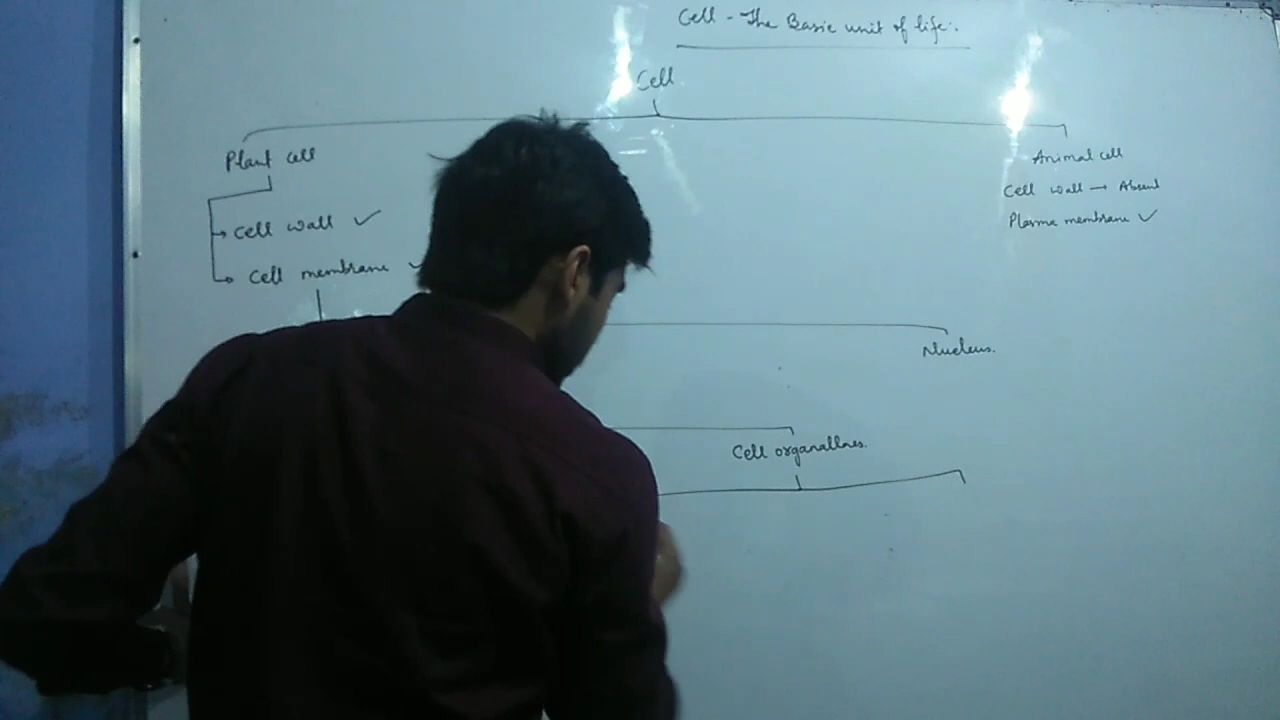 Cell - The Basic unit of life.
Cell
Plant cell
Animal cell
Cell wall → Absent
Plasma membrane ✓
Cell wall ✓
Cell membrane
Nucleus.
Cell organallnes.